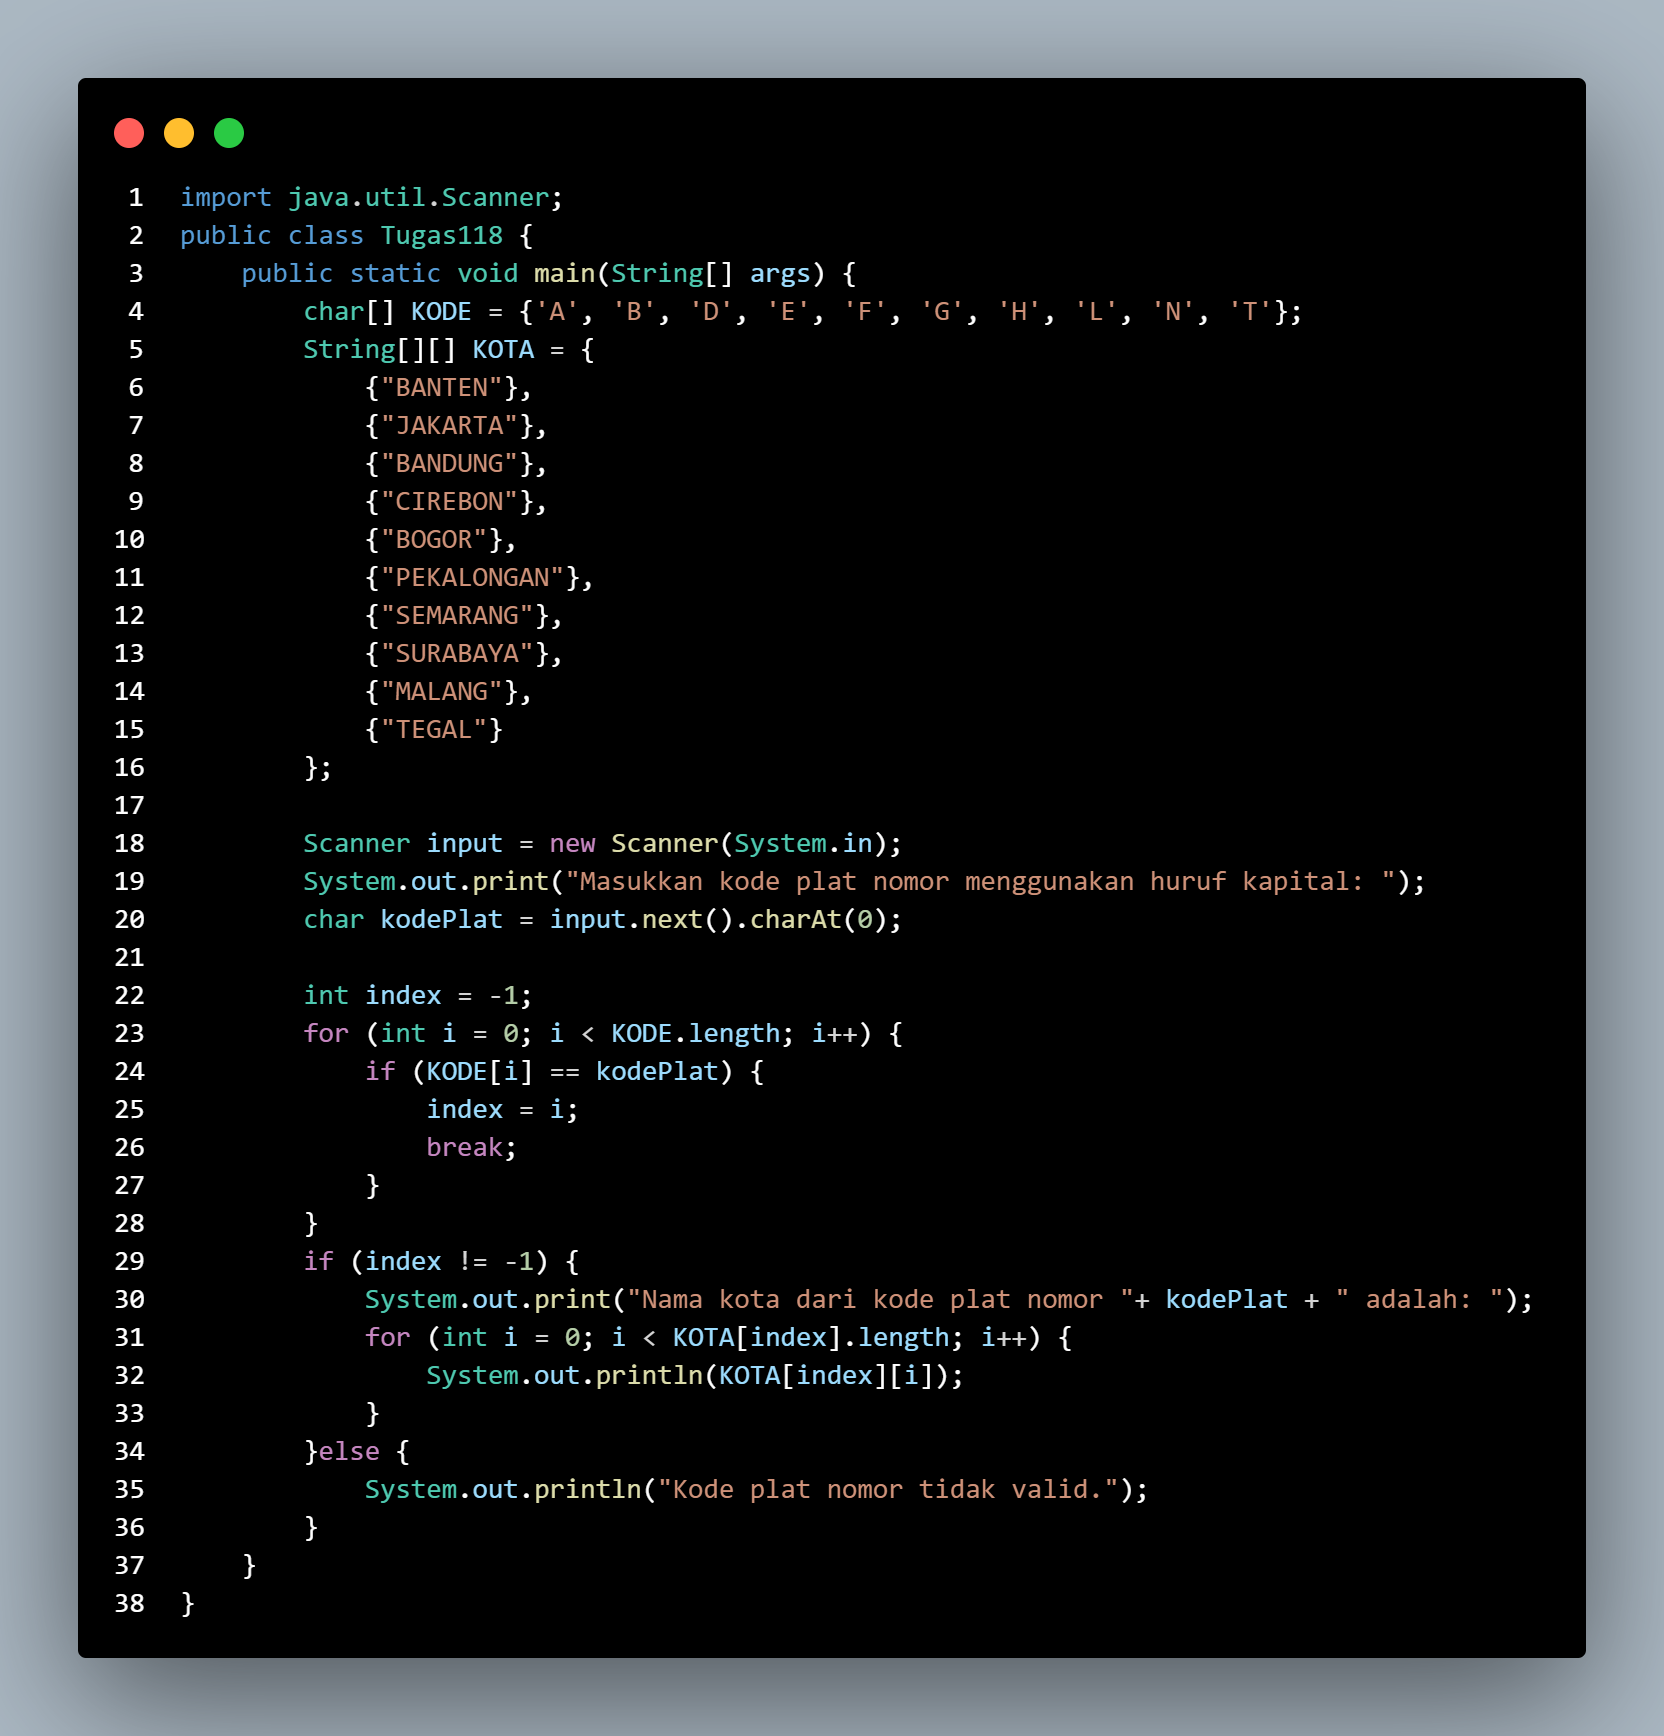 1 import java.util.Scanner;
2 public class Tugas118 {
3     public static void main(String[] args) {
4         char[] KODE = {'A', 'B', 'D', 'E', 'F', 'G', 'H', 'L', 'N', 'T'};
5         String[][] KOTA = {
6             {"BANTEN"},
7             {"JAKARTA"},
8             {"BANDUNG"},
9             {"CIREBON"},
10             {"BOGOR"},
11             {"PEKALONGAN"},
12             {"SEMARANG"},
13             {"SURABAYA"},
14             {"MALANG"},
15             {"TEGAL"}
16         };
17
18         Scanner input = new Scanner(System.in);
19         System.out.print("Masukkan kode plat nomor menggunakan huruf kapital: ");
20         char kodePlat = input.next().charAt(0);
21
22         int index = -1;
23         for (int i = 0; i < KODE.length; i++) {
24             if (KODE[i] == kodePlat) {
25                 index = i;
26                 break;
27             }
28         }
29         if (index != -1) {
30             System.out.print("Nama kota dari kode plat nomor "+ kodePlat + " adalah: ");
31             for (int i = 0; i < KOTA[index].length; i++) {
32                 System.out.println(KOTA[index][i]);
33             }
34         }else {
35             System.out.println("Kode plat nomor tidak valid.");
36         }
37     }
38 }